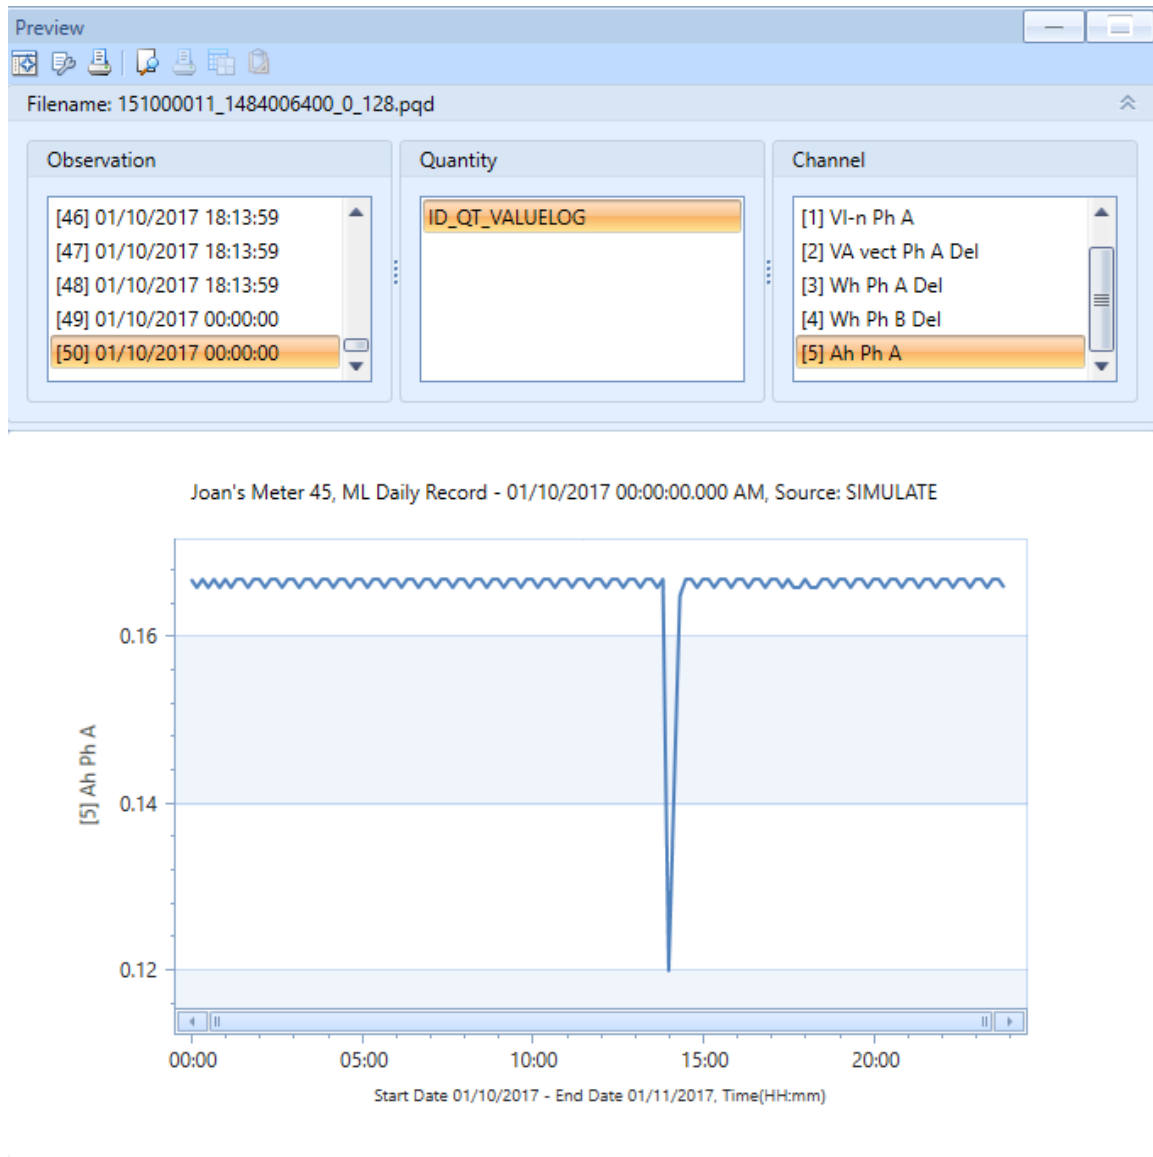 Preview
Filename: 151000011_1484006400_0_128.pqd
Observation
[46] 01/10/2017 18:13:59
[47] 01/10/2017 18:13:59
[48] 01/10/2017 18:13:59
[49] 01/10/2017 00:00:00
[50] 01/10/2017 00:00:00
Quantity
ID_QT_VALUELOG
Channel
[1] Vl-n Ph A
[2] VA vect Ph A Del
[3] Wh Ph A Del
[4] Wh Ph B Del
[5] Ah Ph A
Joan's Meter 45, ML Daily Record - 01/10/2017 00:00:00.000 AM, Source: SIMULATE
[5] Ah Ph A
0.16
0.14
0.12
00:00 05:00 10:00 15:00 20:00
Start Date 01/10/2017 - End Date 01/11/2017, Time(HH:mm)